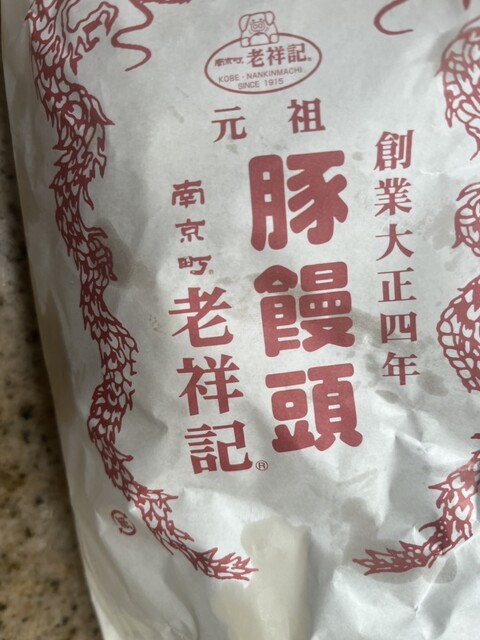 南京町 老祥記®
KOBE・NANKINMACHI
SINCE 1915
元祖
創業大正四年
豚饅頭
南京町
老祥記®